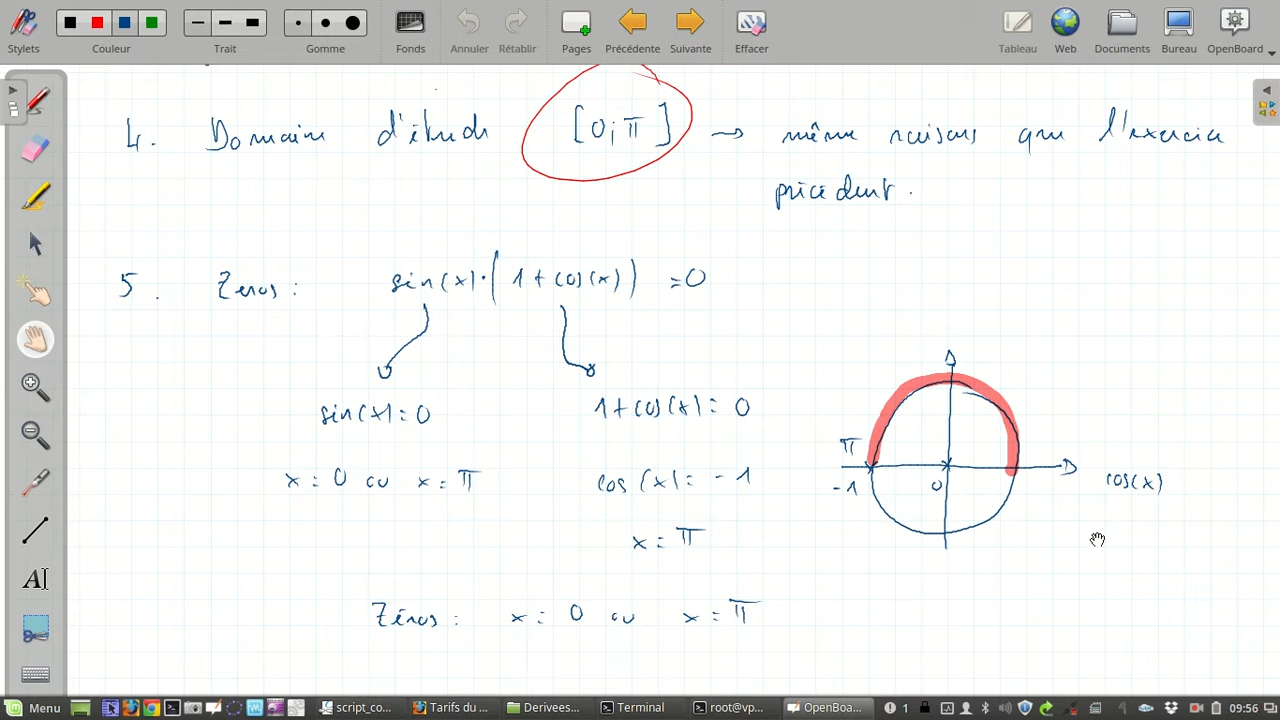 Stylets Couleur Trait Gomme Fonds Annuler Rétablir Pages Précédente Suivante Effacer Tableau Web Documents Bureau OpenBoard
4. Domaine d'étude [0;π] → même raisons que l'exercice
précédent.
5. Zéros : sin(x)·(1+cos(x)) =0
sin(x)=0 1+cos(x)=0
π
x=0 ou x=π cos(x)=-1 -1 0 cos(x)
x=π
Zéros : x=0 ou x=π
Menu script_co... Tarifs du ... Derivees... Terminal root@vp... OpenBoa... 1 09:56